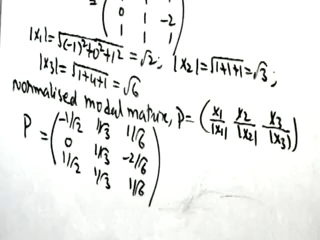 = ( 0 1 -2
1 1 1 )
|x1| = √(-1)²+0²+1² = √2; |x2| = √1+1+1 = √3;
|x3| = √1+4+1 = √6
normalised modal matrix, P = ( x1/|x1| x2/|x2| x3/|x3| )
P = ( -1/√2 1/√3 1/√6
0 1/√3 -2/√6
1/√2 1/√3 1/√6 )